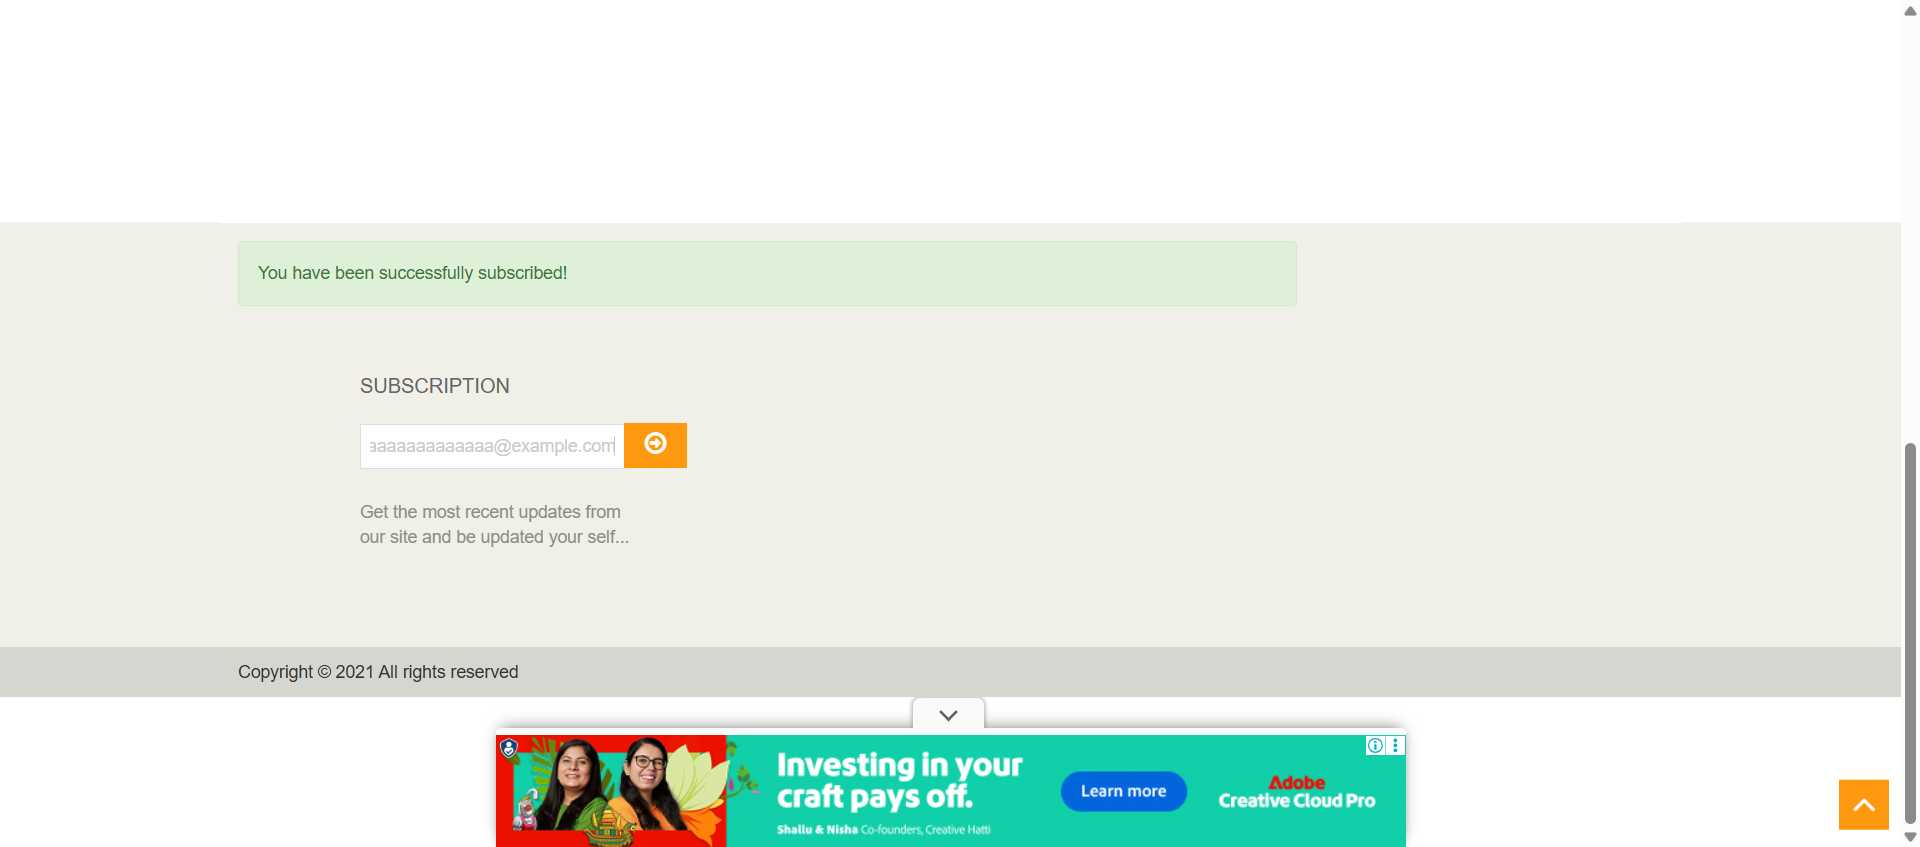 You have been successfully subscribed!
SUBSCRIPTION
aaaaaaaaaaaaa@example.com
Get the most recent updates from
our site and be updated your self...
Copyright © 2021 All rights reserved
Investing in your
craft pays off.
Shallu & Nisha Co-founders, Creative Hatti
Learn more
Adobe
Creative Cloud Pro